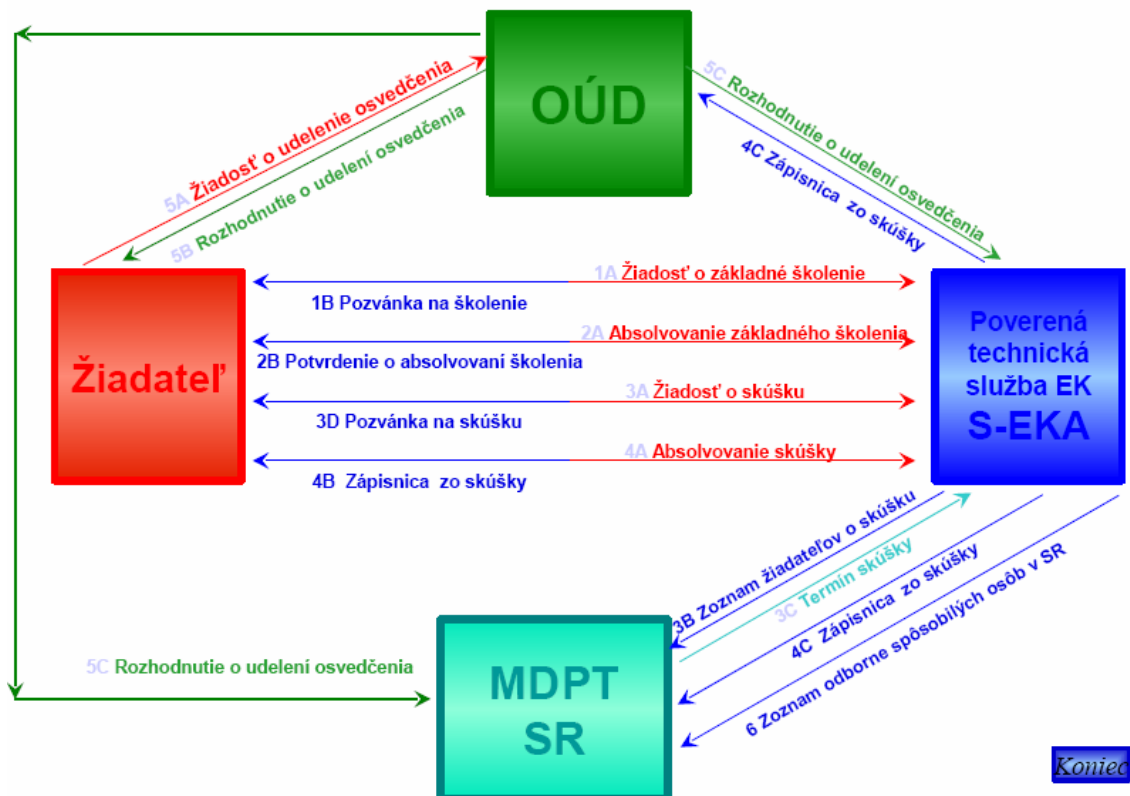 OÚD
5A Žiadosť o udelenie osvedčenia
5B Rozhodnutie o udelení osvedčenia
5C Rozhodnutie o udelení osvedčenia
4C Zápisnica zo skúšky
Žiadateľ
1A Žiadosť o základné školenie
1B Pozvánka na školenie
2A Absolvovanie základného školenia
2B Potvrdenie o absolvovaní školenia
3A Žiadosť o skúšku
3D Pozvánka na skúšku
4A Absolvovanie skúšky
4B Zápisnica zo skúšky
Poverená
technická
služba EK
S-EKA
3B Zoznam žiadateľov o skúšku
3C Termín skúšky
4C Zápisnica zo skúšky
6 Zoznam odborne spôsobilých osôb v SR
5C Rozhodnutie o udelení osvedčenia
MDPT
SR
Koniec